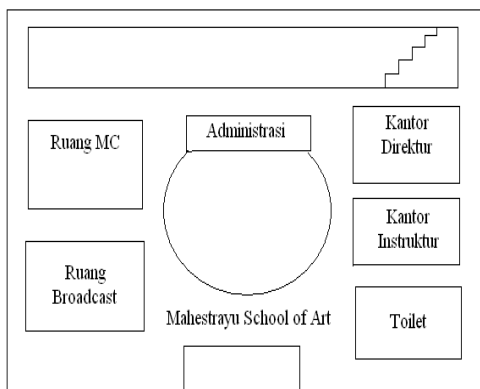 Administrasi
Ruang MC
Kantor
Direktur
Kantor
Instruktur
Ruang
Broadcast
Mahestrayu School of Art
Toilet